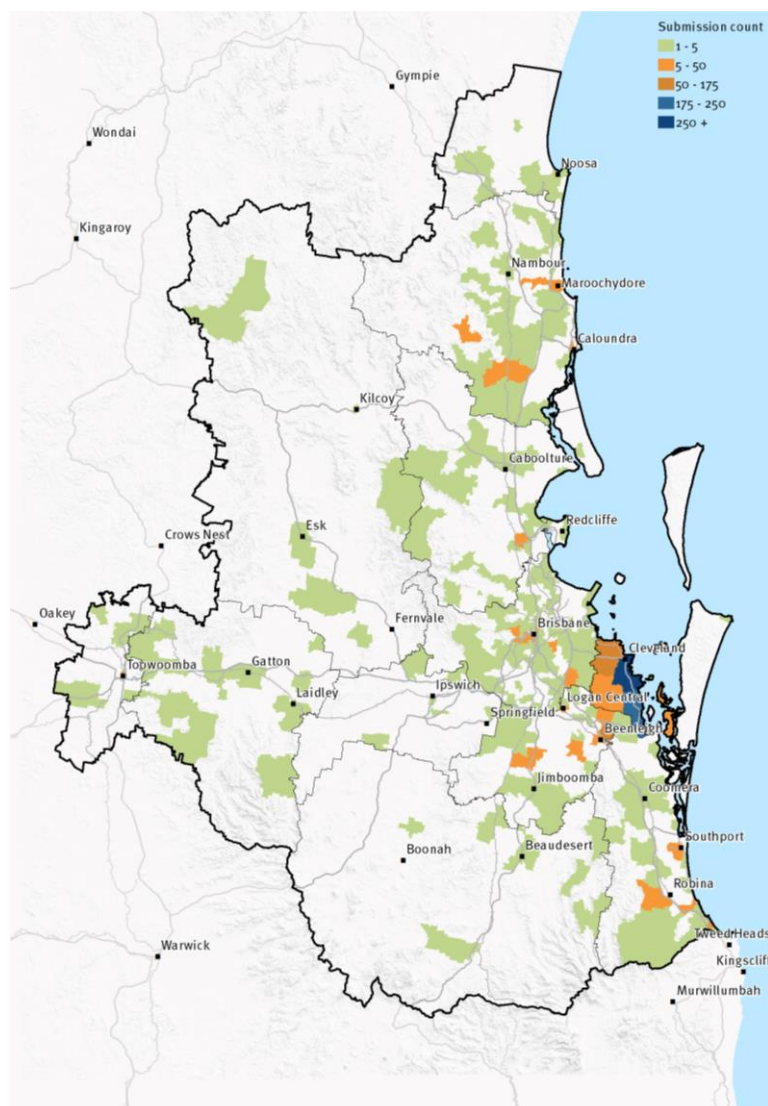 Submission count
1 - 5
5 - 50
50 - 175
175 - 250
250 +
Gympie
Wondai
Noosa
Kingaroy
Nambour
Maroochydore
Caloundra
Kilcoy
Caboolture
Redcliffe
Esk
Crows Nest
Oakey
Fernvale
Brisbane
Cleveland
Toowoomba
Gatton
Laidley
Ipswich
Logan Central
Springfield
Beenleigh
Jimboomba
Coomera
Southport
Boonah
Beaudesert
Robina
Tweed Heads
Warwick
Kingscliff
Murwillumbah